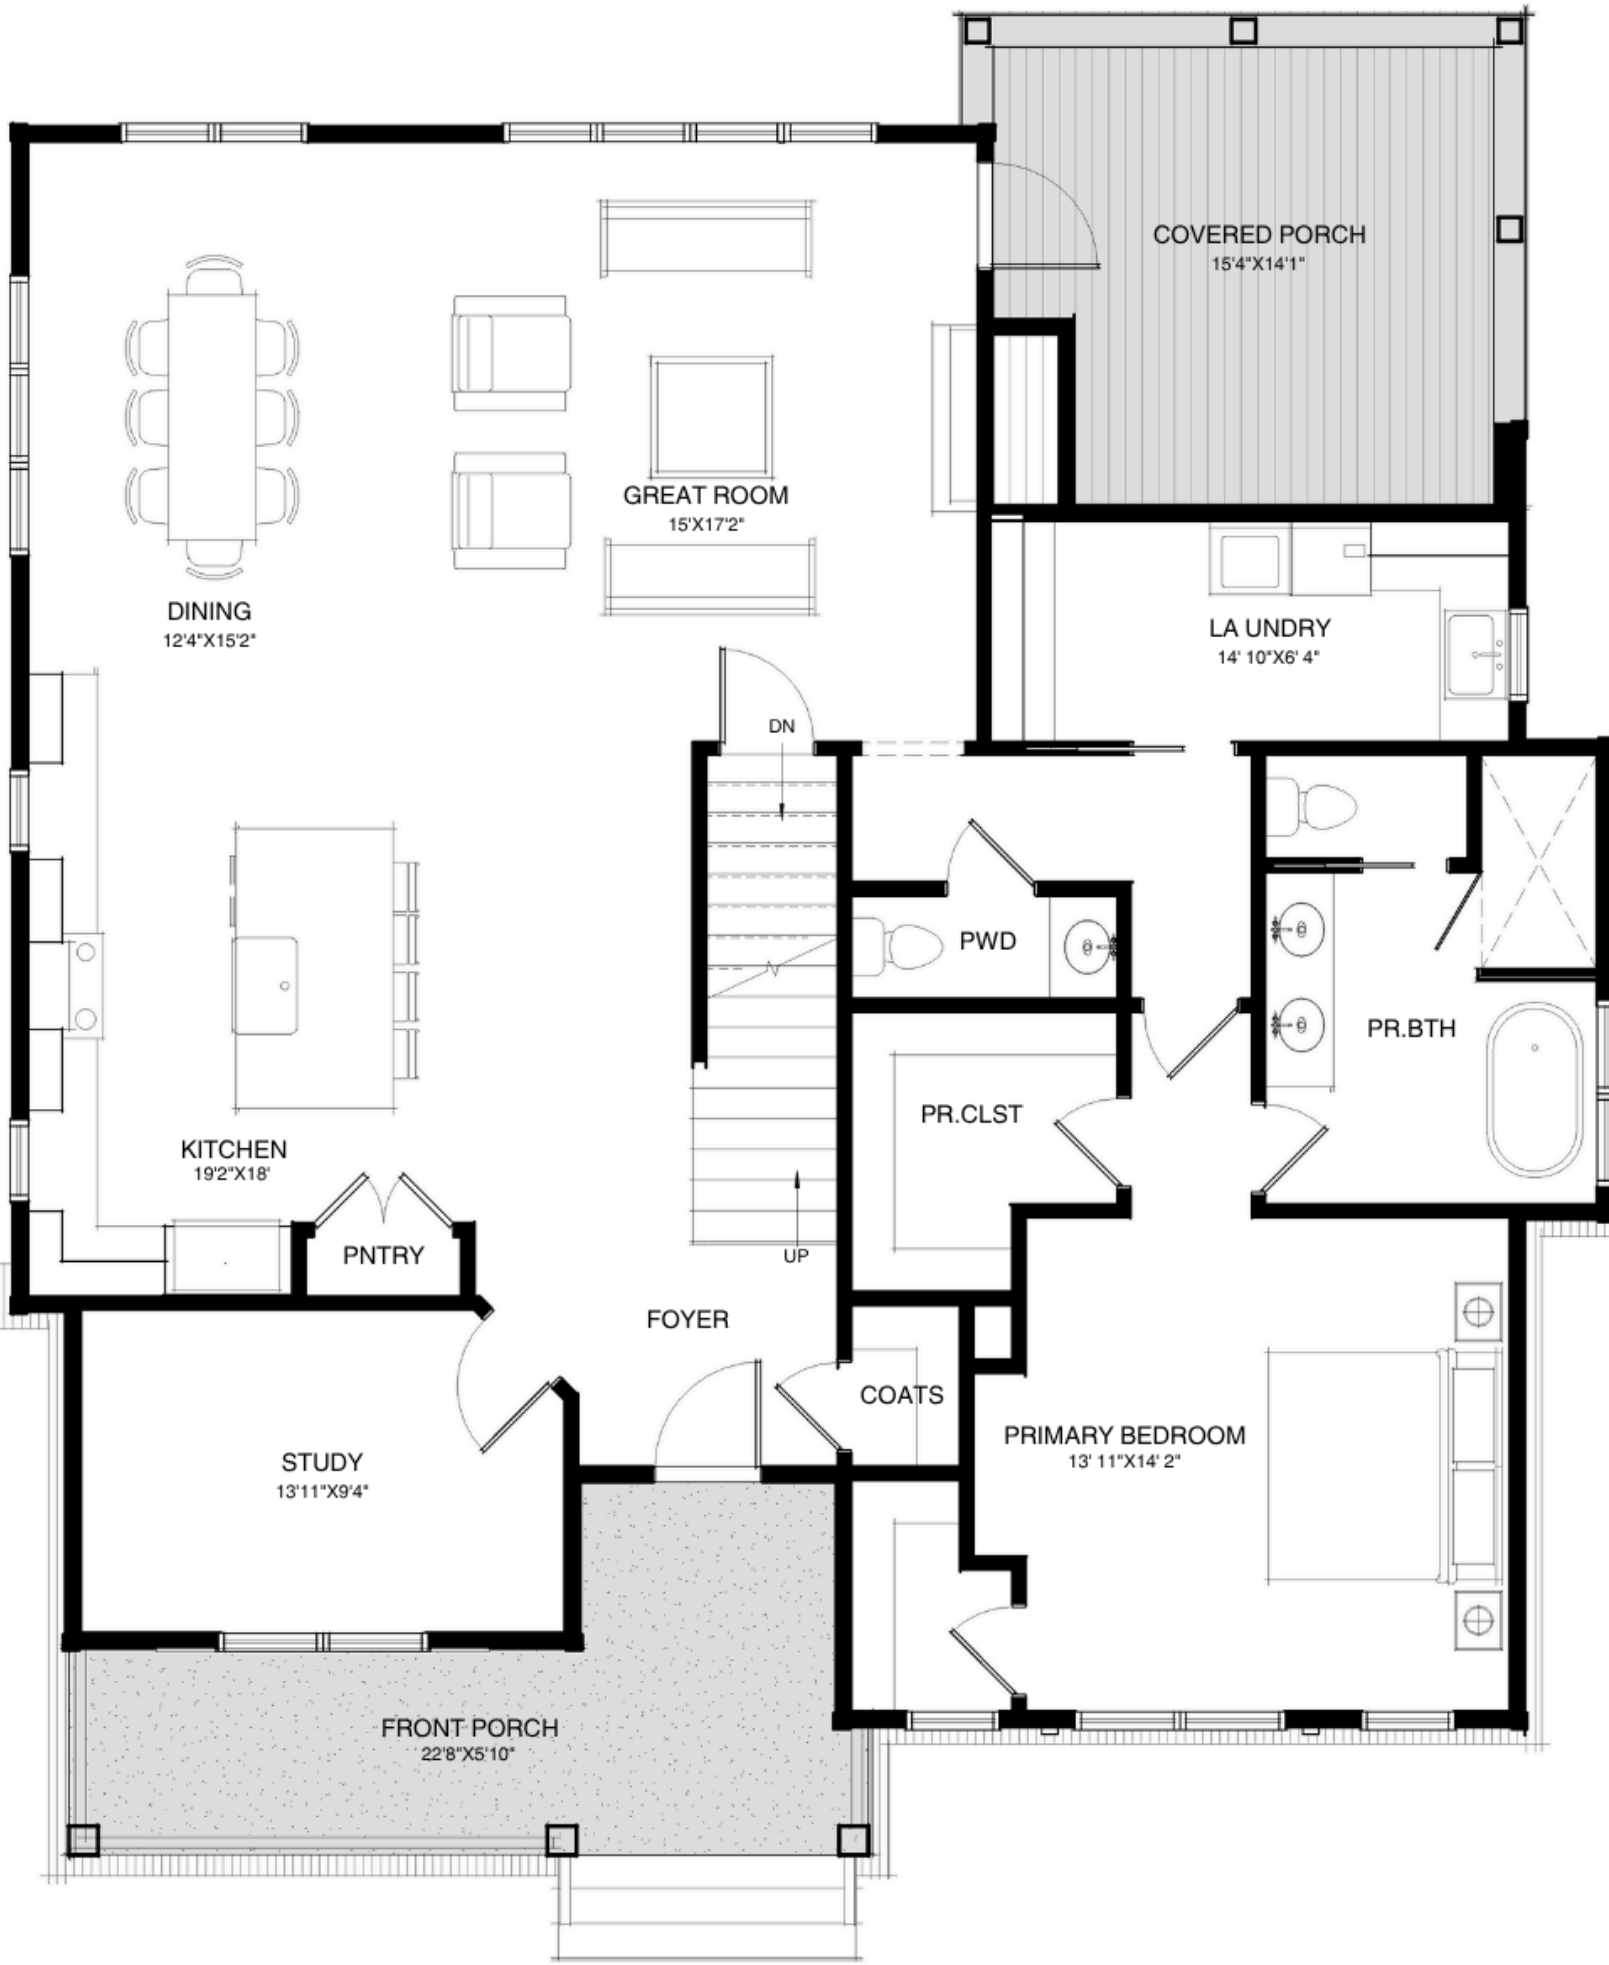 COVERED PORCH
15'4"X14'1"
GREAT ROOM
15'X17'2"
DINING
12'4"X15'2"
LA UNDRY
14' 10"X6' 4"
DN
PWD
PR.BTH
PR.CLST
KITCHEN
19'2"X18'
PNTRY
UP
FOYER
COATS
PRIMARY BEDROOM
13' 11"X14' 2"
STUDY
13'11"X9'4"
FRONT PORCH
22'8"X5'10"